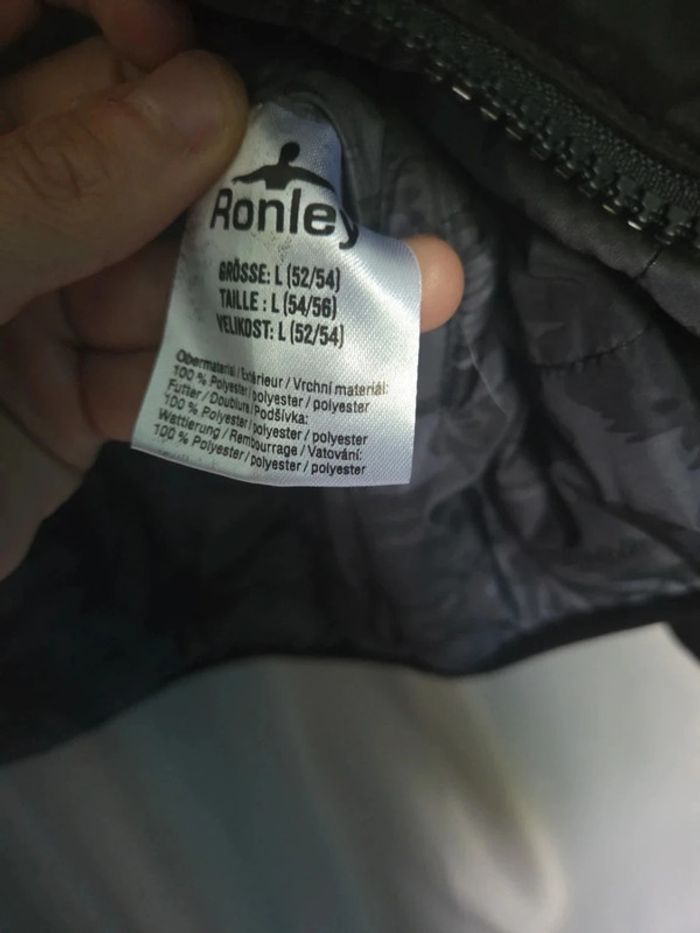 Ronley
GRÖSSE: L (52/54)
TAILLE : L (54/56)
VELIKOST: L (52/54)
Obermaterial / Extérieur / Vrchní materiál:
100 % Polyester / polyester / polyester
Futter / Doublure / Podšívka:
100 % Polyester / polyester / polyester
Wattierung / Rembourrage / Vatování:
100 % Polyester / polyester / polyester